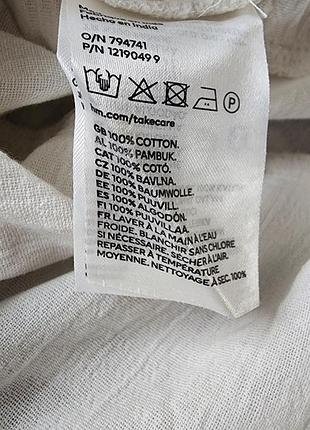 Hecho en India
O/N 794741
P/N 1219049 9
hm.com/takecare
GB 100% COTTON.
AL 100% PAMBUK.
CAT 100% COTÓ.
CZ 100% BAVLNA.
DE 100% BAUMWOLLE.
EE 100% PUUVILL.
ES 100% ALGODÓN.
FI 100% PUUVILLAA.
FR LAVER À LA MAIN À L'EAU
FROIDE. BLANCHIR SANS CHLORE
SI NÉCESSAIRE. SÉCHER À L'AIR.
REPASSER À TEMPÉRATURE
MOYENNE. NETTOYAGE À SEC. 100%